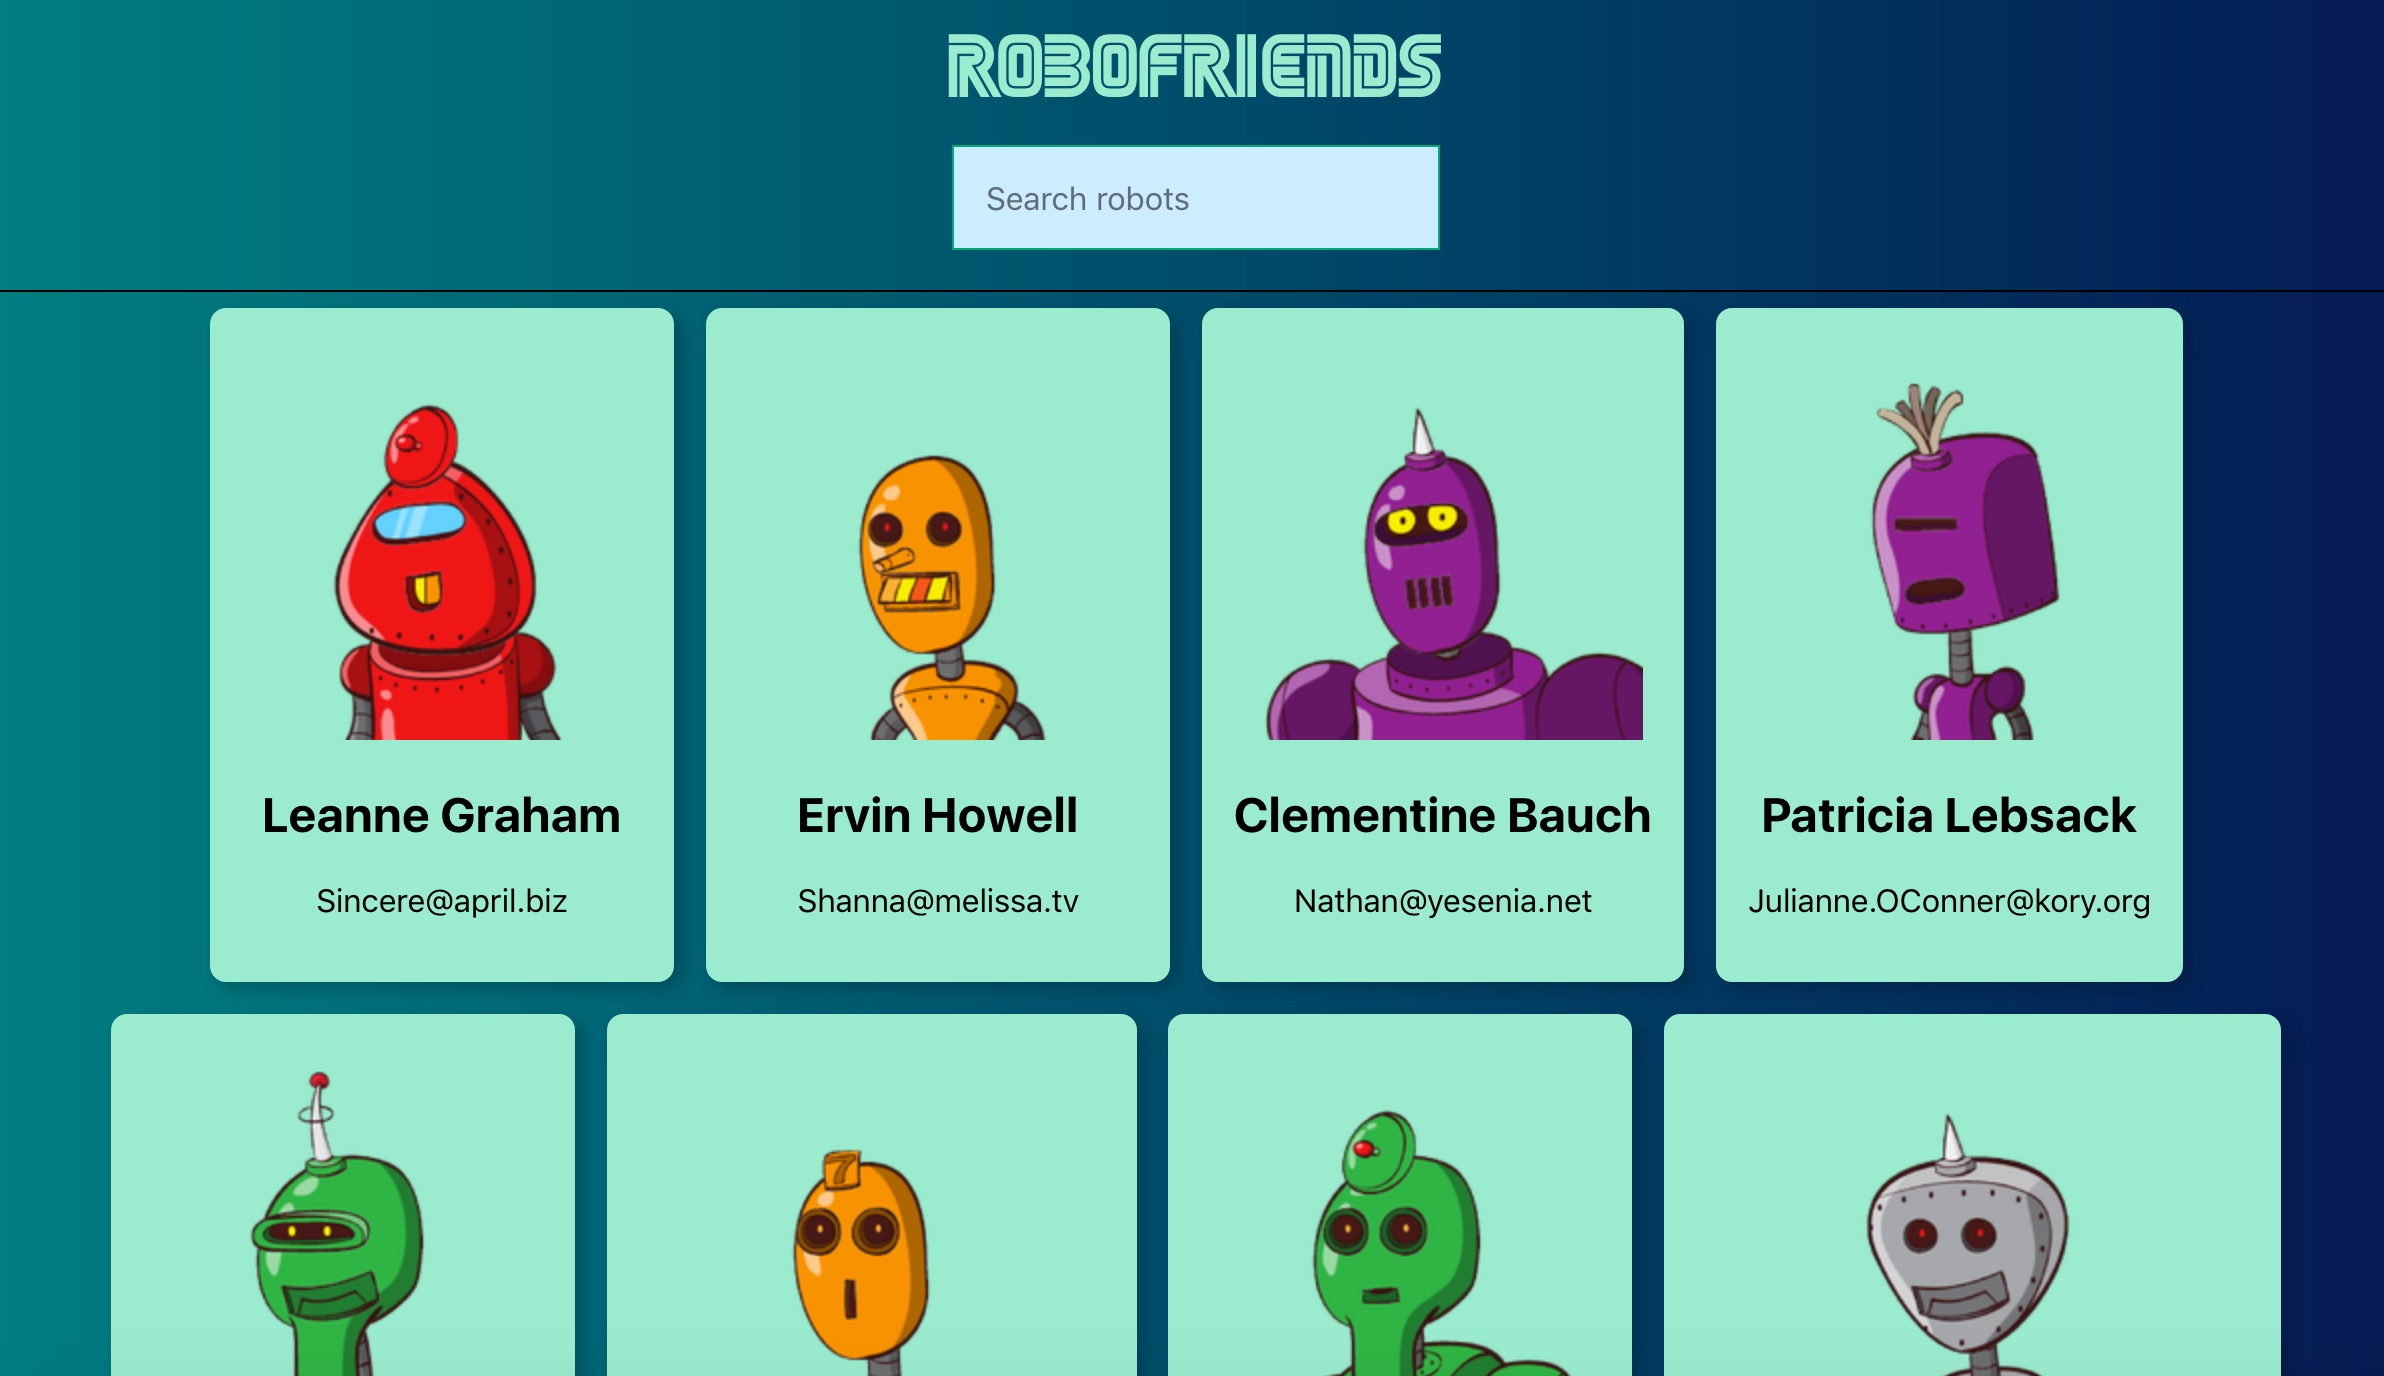 ROBOFRIENDS
Search robots
Leanne Graham
Sincere@april.biz
Ervin Howell
Shanna@melissa.tv
Clementine Bauch
Nathan@yesenia.net
Patricia Lebsack
Julianne.OConner@kory.org
7